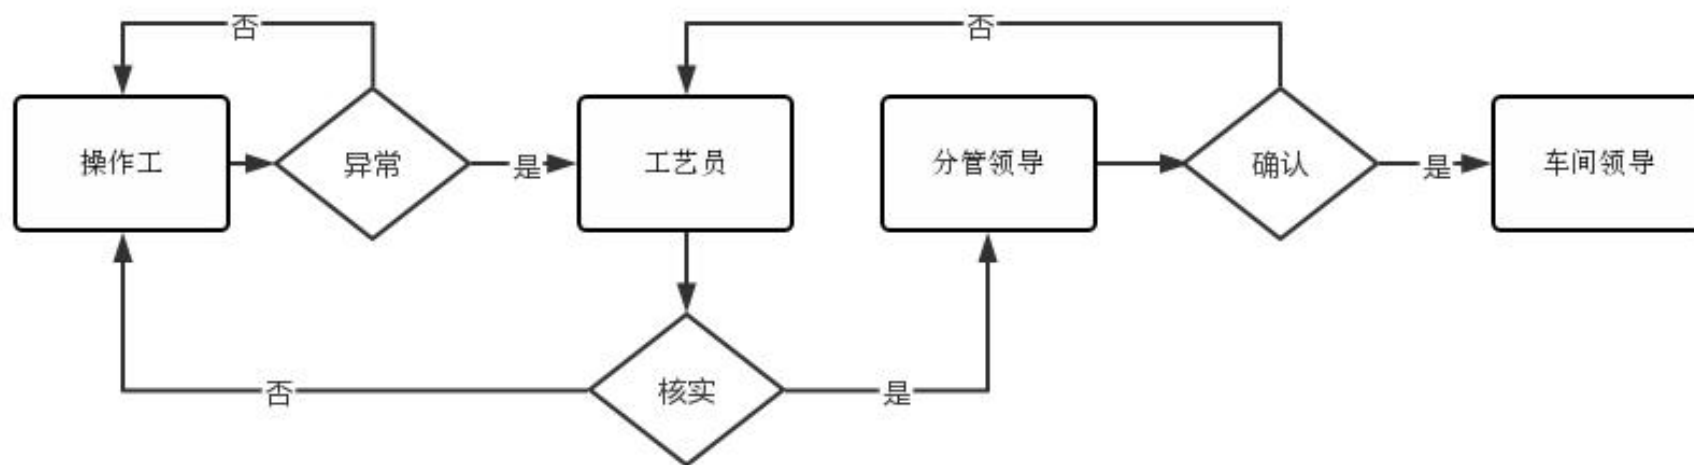 否
否
操作工
异常
是
工艺员
分管领导
确认
是
车间领导
否
核实
是